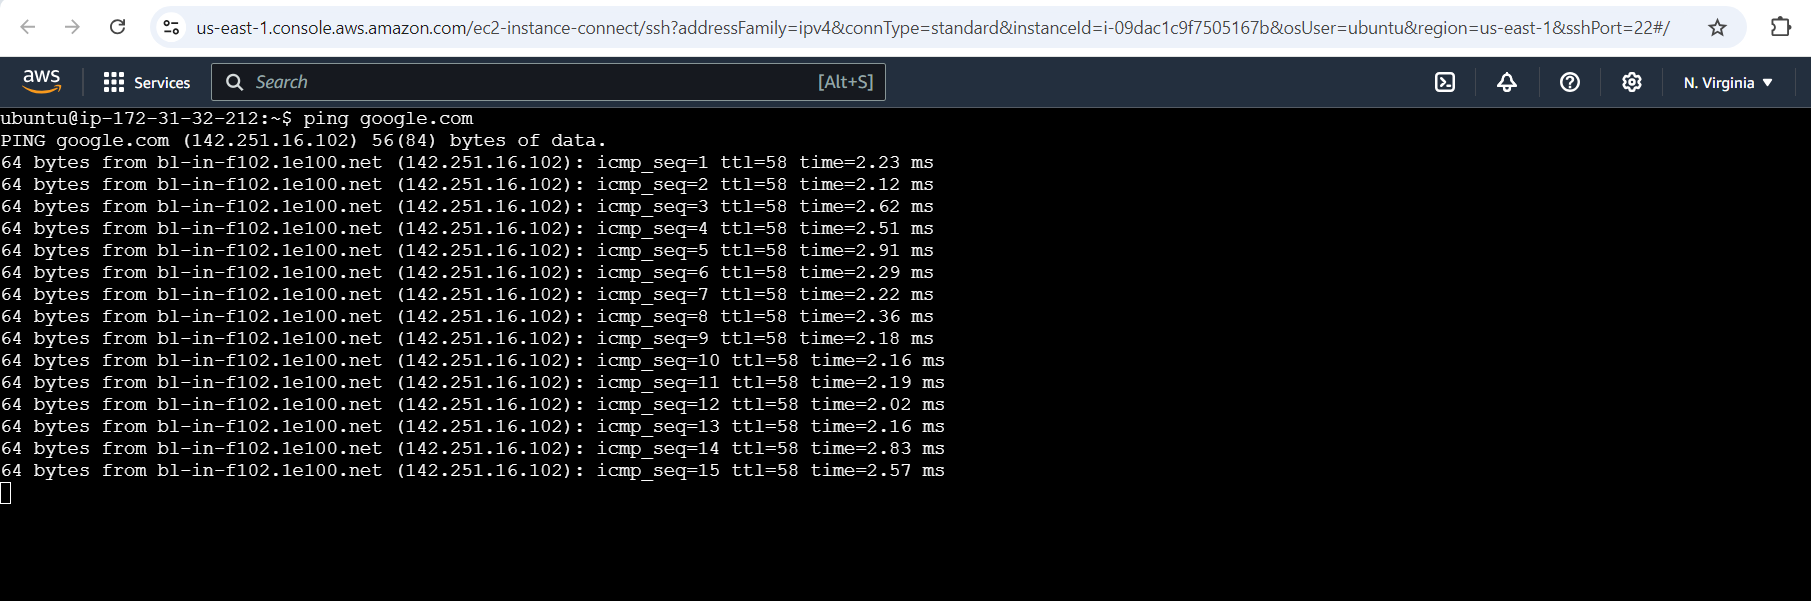 us-east-1.console.aws.amazon.com/ec2-instance-connect/ssh?addressFamily=ipv4&connType=standard&instanceId=i-09dac1c9f7505167b&osUser=ubuntu&region=us-east-1&sshPort=22#/
aws Services Search [Alt+S] N. Virginia
ubuntu@ip-172-31-32-212:~$ ping google.com
PING google.com (142.251.16.102) 56(84) bytes of data.
64 bytes from bl-in-f102.1e100.net (142.251.16.102): icmp_seq=1 ttl=58 time=2.23 ms
64 bytes from bl-in-f102.1e100.net (142.251.16.102): icmp_seq=2 ttl=58 time=2.12 ms
64 bytes from bl-in-f102.1e100.net (142.251.16.102): icmp_seq=3 ttl=58 time=2.62 ms
64 bytes from bl-in-f102.1e100.net (142.251.16.102): icmp_seq=4 ttl=58 time=2.51 ms
64 bytes from bl-in-f102.1e100.net (142.251.16.102): icmp_seq=5 ttl=58 time=2.91 ms
64 bytes from bl-in-f102.1e100.net (142.251.16.102): icmp_seq=6 ttl=58 time=2.29 ms
64 bytes from bl-in-f102.1e100.net (142.251.16.102): icmp_seq=7 ttl=58 time=2.22 ms
64 bytes from bl-in-f102.1e100.net (142.251.16.102): icmp_seq=8 ttl=58 time=2.36 ms
64 bytes from bl-in-f102.1e100.net (142.251.16.102): icmp_seq=9 ttl=58 time=2.18 ms
64 bytes from bl-in-f102.1e100.net (142.251.16.102): icmp_seq=10 ttl=58 time=2.16 ms
64 bytes from bl-in-f102.1e100.net (142.251.16.102): icmp_seq=11 ttl=58 time=2.19 ms
64 bytes from bl-in-f102.1e100.net (142.251.16.102): icmp_seq=12 ttl=58 time=2.02 ms
64 bytes from bl-in-f102.1e100.net (142.251.16.102): icmp_seq=13 ttl=58 time=2.16 ms
64 bytes from bl-in-f102.1e100.net (142.251.16.102): icmp_seq=14 ttl=58 time=2.83 ms
64 bytes from bl-in-f102.1e100.net (142.251.16.102): icmp_seq=15 ttl=58 time=2.57 ms